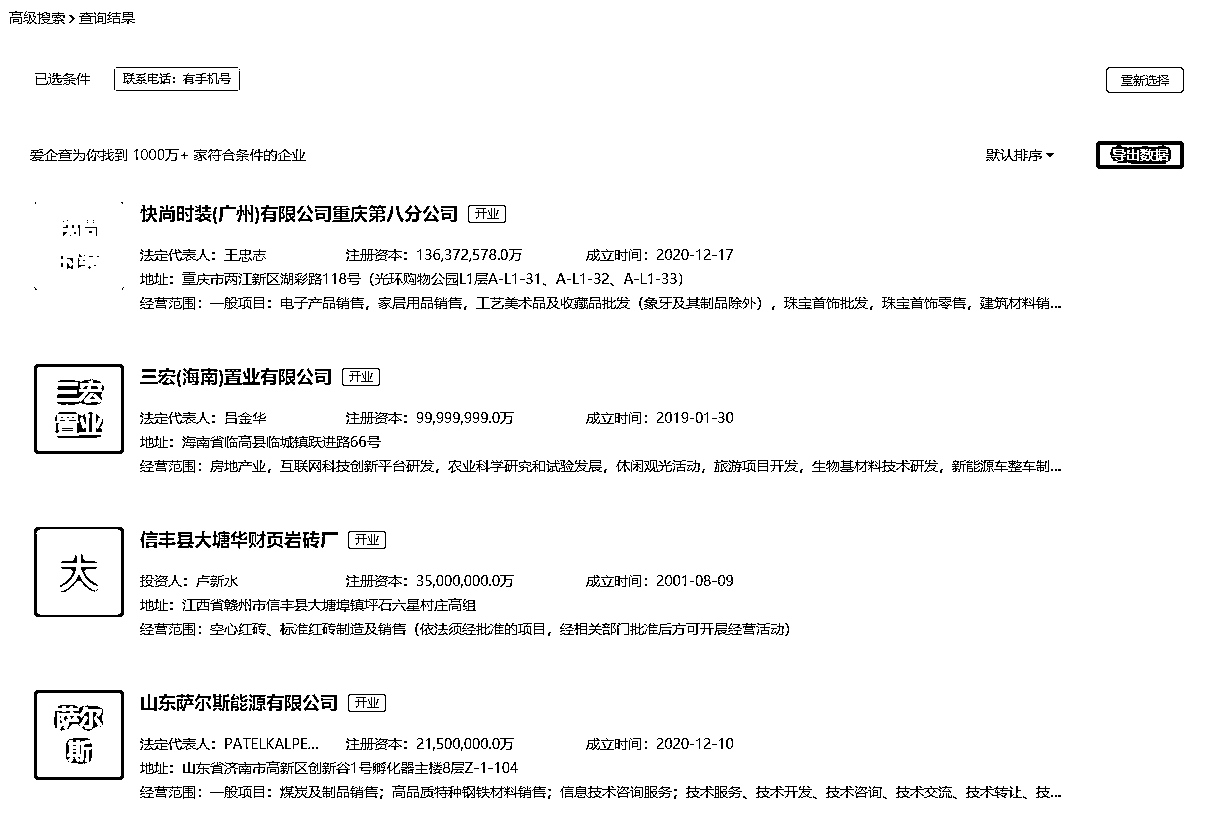 高级搜索 > 查询结果
已选条件 联系电话：有手机号 重新选择
爱企查为你找到 1000万+ 家符合条件的企业 默认排序 导出数据
快尚时装(广州)有限公司重庆第八分公司 开业
法定代表人：王忠志 注册资本：136,372,578.0万 成立时间：2020-12-17
地址：重庆市两江新区湖彩路118号（光环购物公园L1层A-L1-31、A-L1-32、A-L1-33）
经营范围：一般项目：电子产品销售，家居用品销售，工艺美术品及收藏品批发（象牙及其制品除外），珠宝首饰批发，珠宝首饰零售，建筑材料销...
三宏
置业
三宏(海南)置业有限公司 开业
法定代表人：吕金华 注册资本：99,999,999.0万 成立时间：2019-01-30
地址：海南省临高县临城镇跃进路66号
经营范围：房地产业，互联网科技创新平台研发，农业科学研究和试验发展，休闲观光活动，旅游项目开发，生物基材料技术研发，新能源车整车制...
大
信丰县大塘华财页岩砖厂 开业
投资人：卢新水 注册资本：35,000,000.0万 成立时间：2001-08-09
地址：江西省赣州市信丰县大塘埠镇坪石六星村庄高组
经营范围：空心红砖、标准红砖制造及销售（依法须经批准的项目，经相关部门批准后方可开展经营活动）
萨尔
斯
山东萨尔斯能源有限公司 开业
法定代表人：PATELKALPE... 注册资本：21,500,000.0万 成立时间：2020-12-10
地址：山东省济南市高新区创新谷1号孵化器主楼8层Z-1-104
经营范围：一般项目：煤炭及制品销售；高品质特种钢铁材料销售；信息技术咨询服务；技术服务、技术开发、技术咨询、技术交流、技术转让、技...